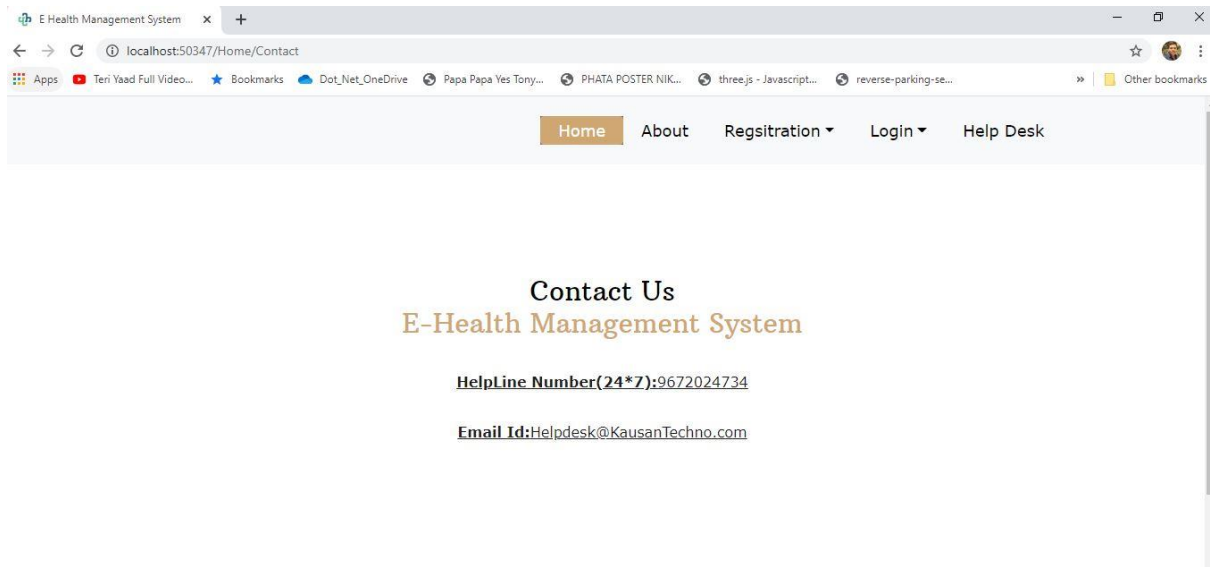 E Health Management System
localhost:50347/Home/Contact
Apps Teri Yaad Full Video... Bookmarks Dot_Net_OneDrive Papa Papa Yes Tony... PHATA POSTER NIK... three.js - Javascript... reverse-parking-se... » Other bookmarks
Home About Regsitration Login Help Desk
Contact Us
E-Health Management System
HelpLine Number(24*7):9672024734
Email Id:Helpdesk@KausanTechno.com